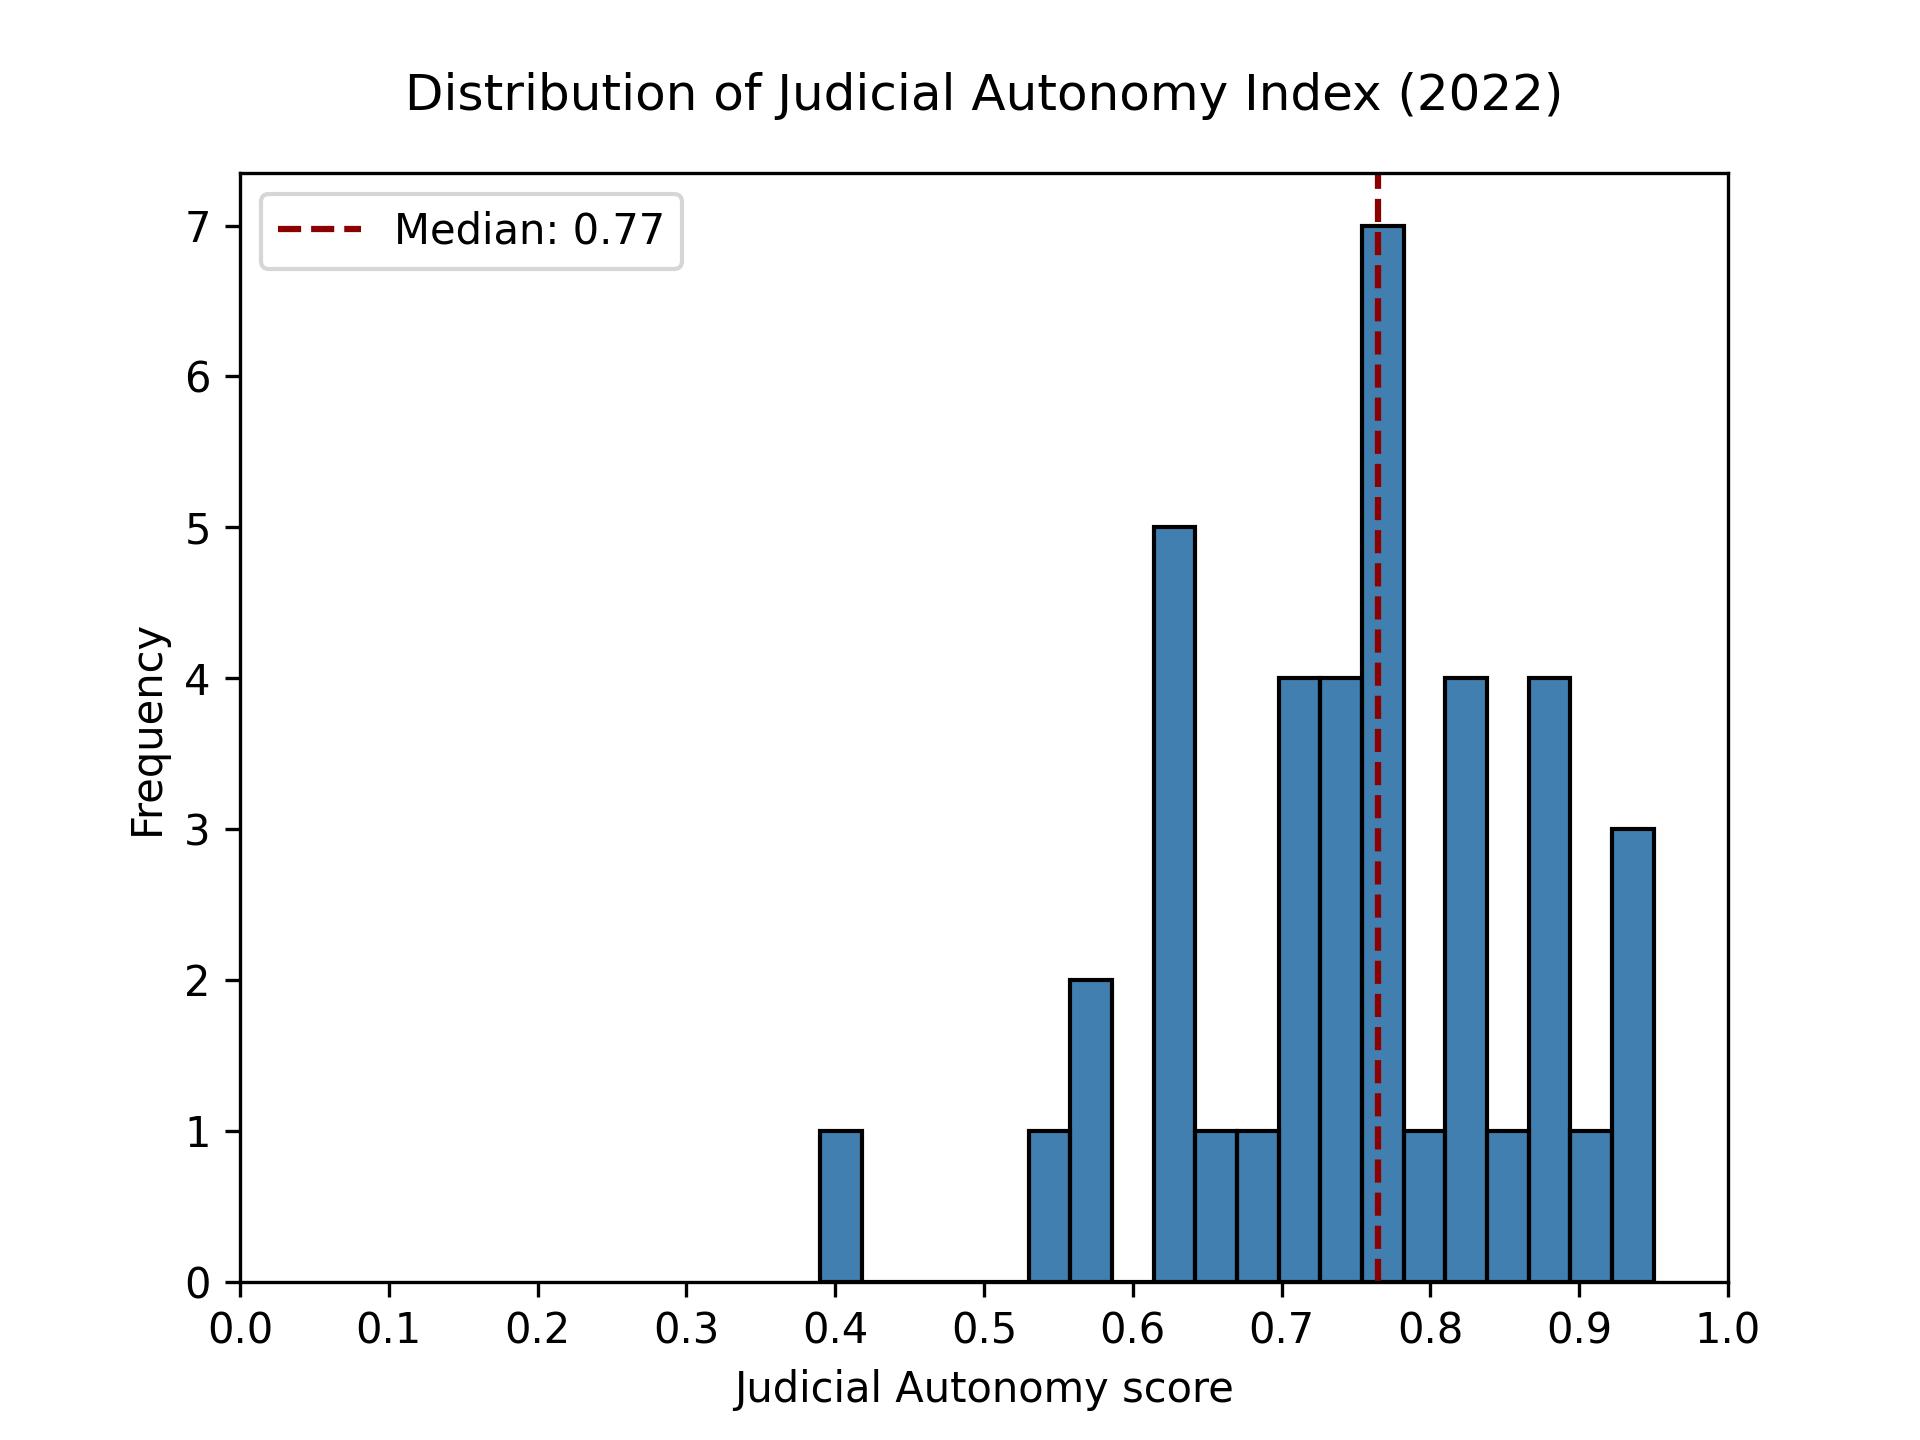 Distribution of Judicial Autonomy Index (2022)
Median: 0.77
7
6
5
4
3
2
1
0
Frequency
0.0 0.1 0.2 0.3 0.4 0.5 0.6 0.7 0.8 0.9 1.0
Judicial Autonomy score